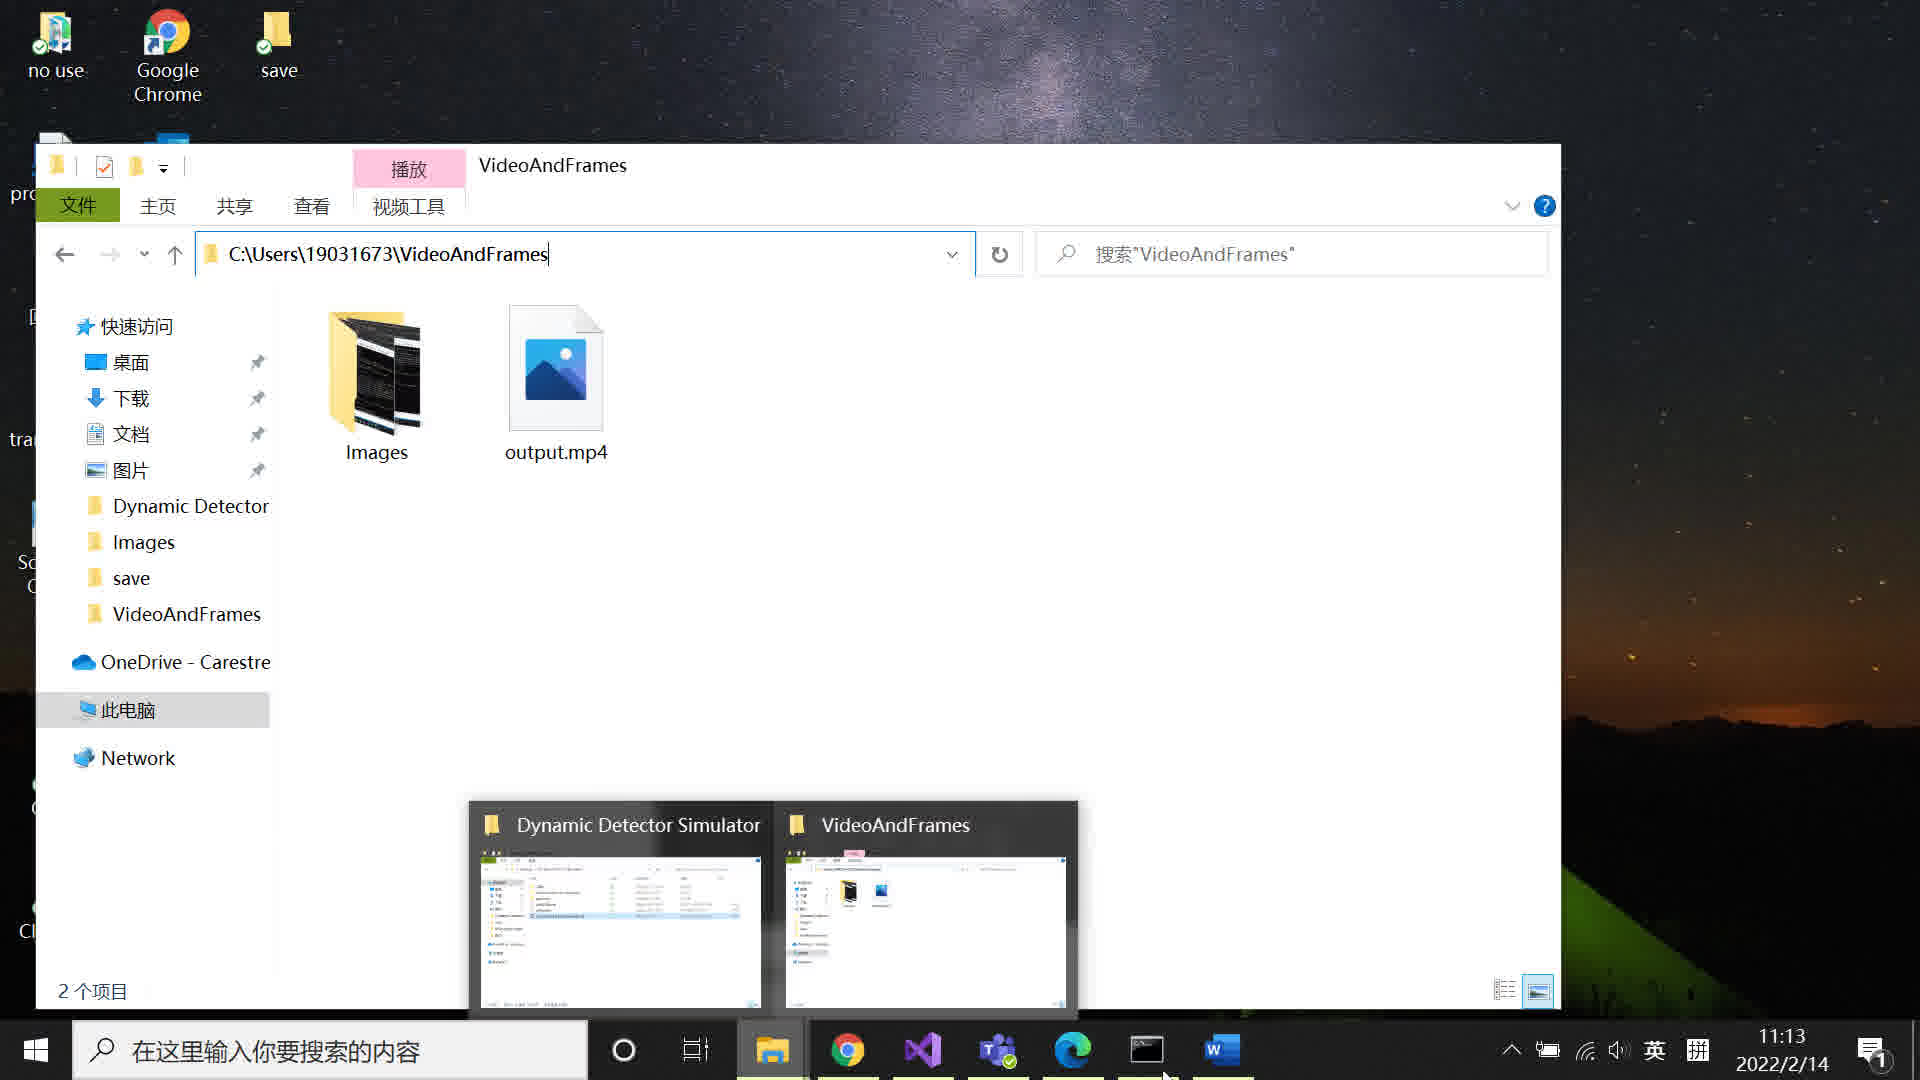 no use
Google
Chrome
save
播放
VideoAndFrames
文件
主页
共享
查看
视频工具
C:\Users\19031673\VideoAndFrames
搜索"VideoAndFrames"
快速访问
桌面
下载
文档
图片
Dynamic Detector
Images
save
VideoAndFrames
OneDrive - Carestre
此电脑
Network
Images
output.mp4
2 个项目
Dynamic Detector Simulator
VideoAndFrames
在这里输入你要搜索的内容
英
拼
11:13
2022/2/14
1